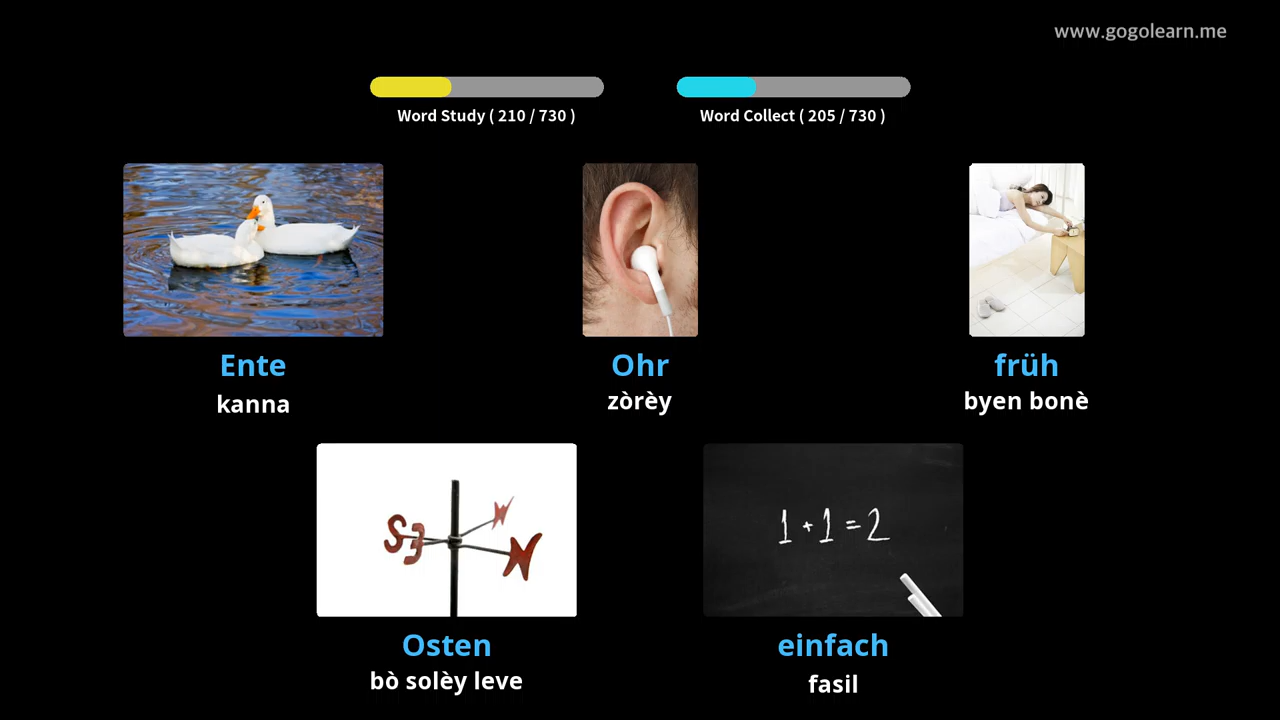 www.gogolearn.me
Word Study ( 210 / 730 )
Word Collect ( 205 / 730 )
Ente
kanna
Ohr
zòrèy
früh
byen bonè
S E N
1 + 1 = 2
Osten
bò solèy leve
einfach
fasil